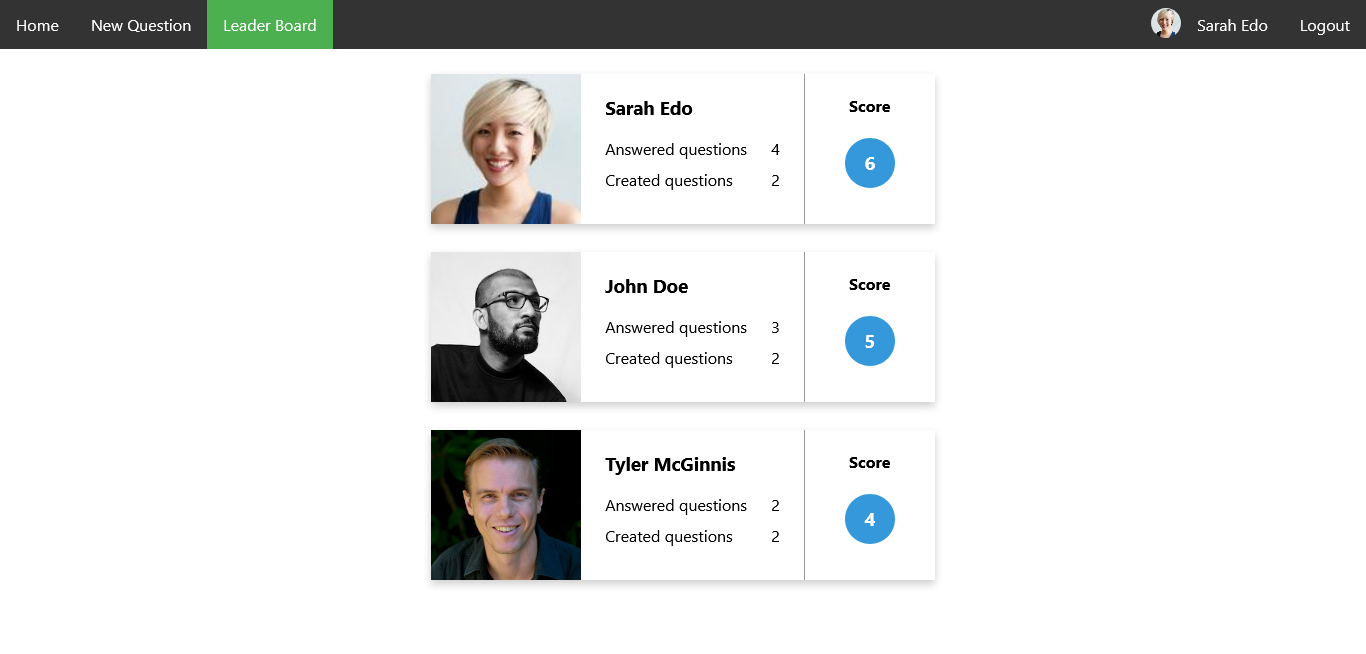 Home New Question Leader Board Sarah Edo Logout
Sarah Edo
Answered questions 4
Created questions 2
Score
6
John Doe
Answered questions 3
Created questions 2
Score
5
Tyler McGinnis
Answered questions 2
Created questions 2
Score
4